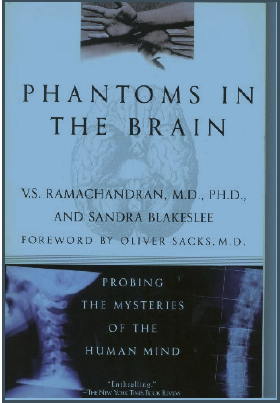 PHANTOMS IN
THE BRAIN
V.S. RAMACHANDRAN, M.D., PH.D.,
AND SANDRA BLAKESLEE
FOREWORD BY OLIVER SACKS, M.D.
PROBING
THE MYSTERIES
OF THE
HUMAN MIND
"Enthralling."
—THE NEW YORK TIMES BOOK REVIEW